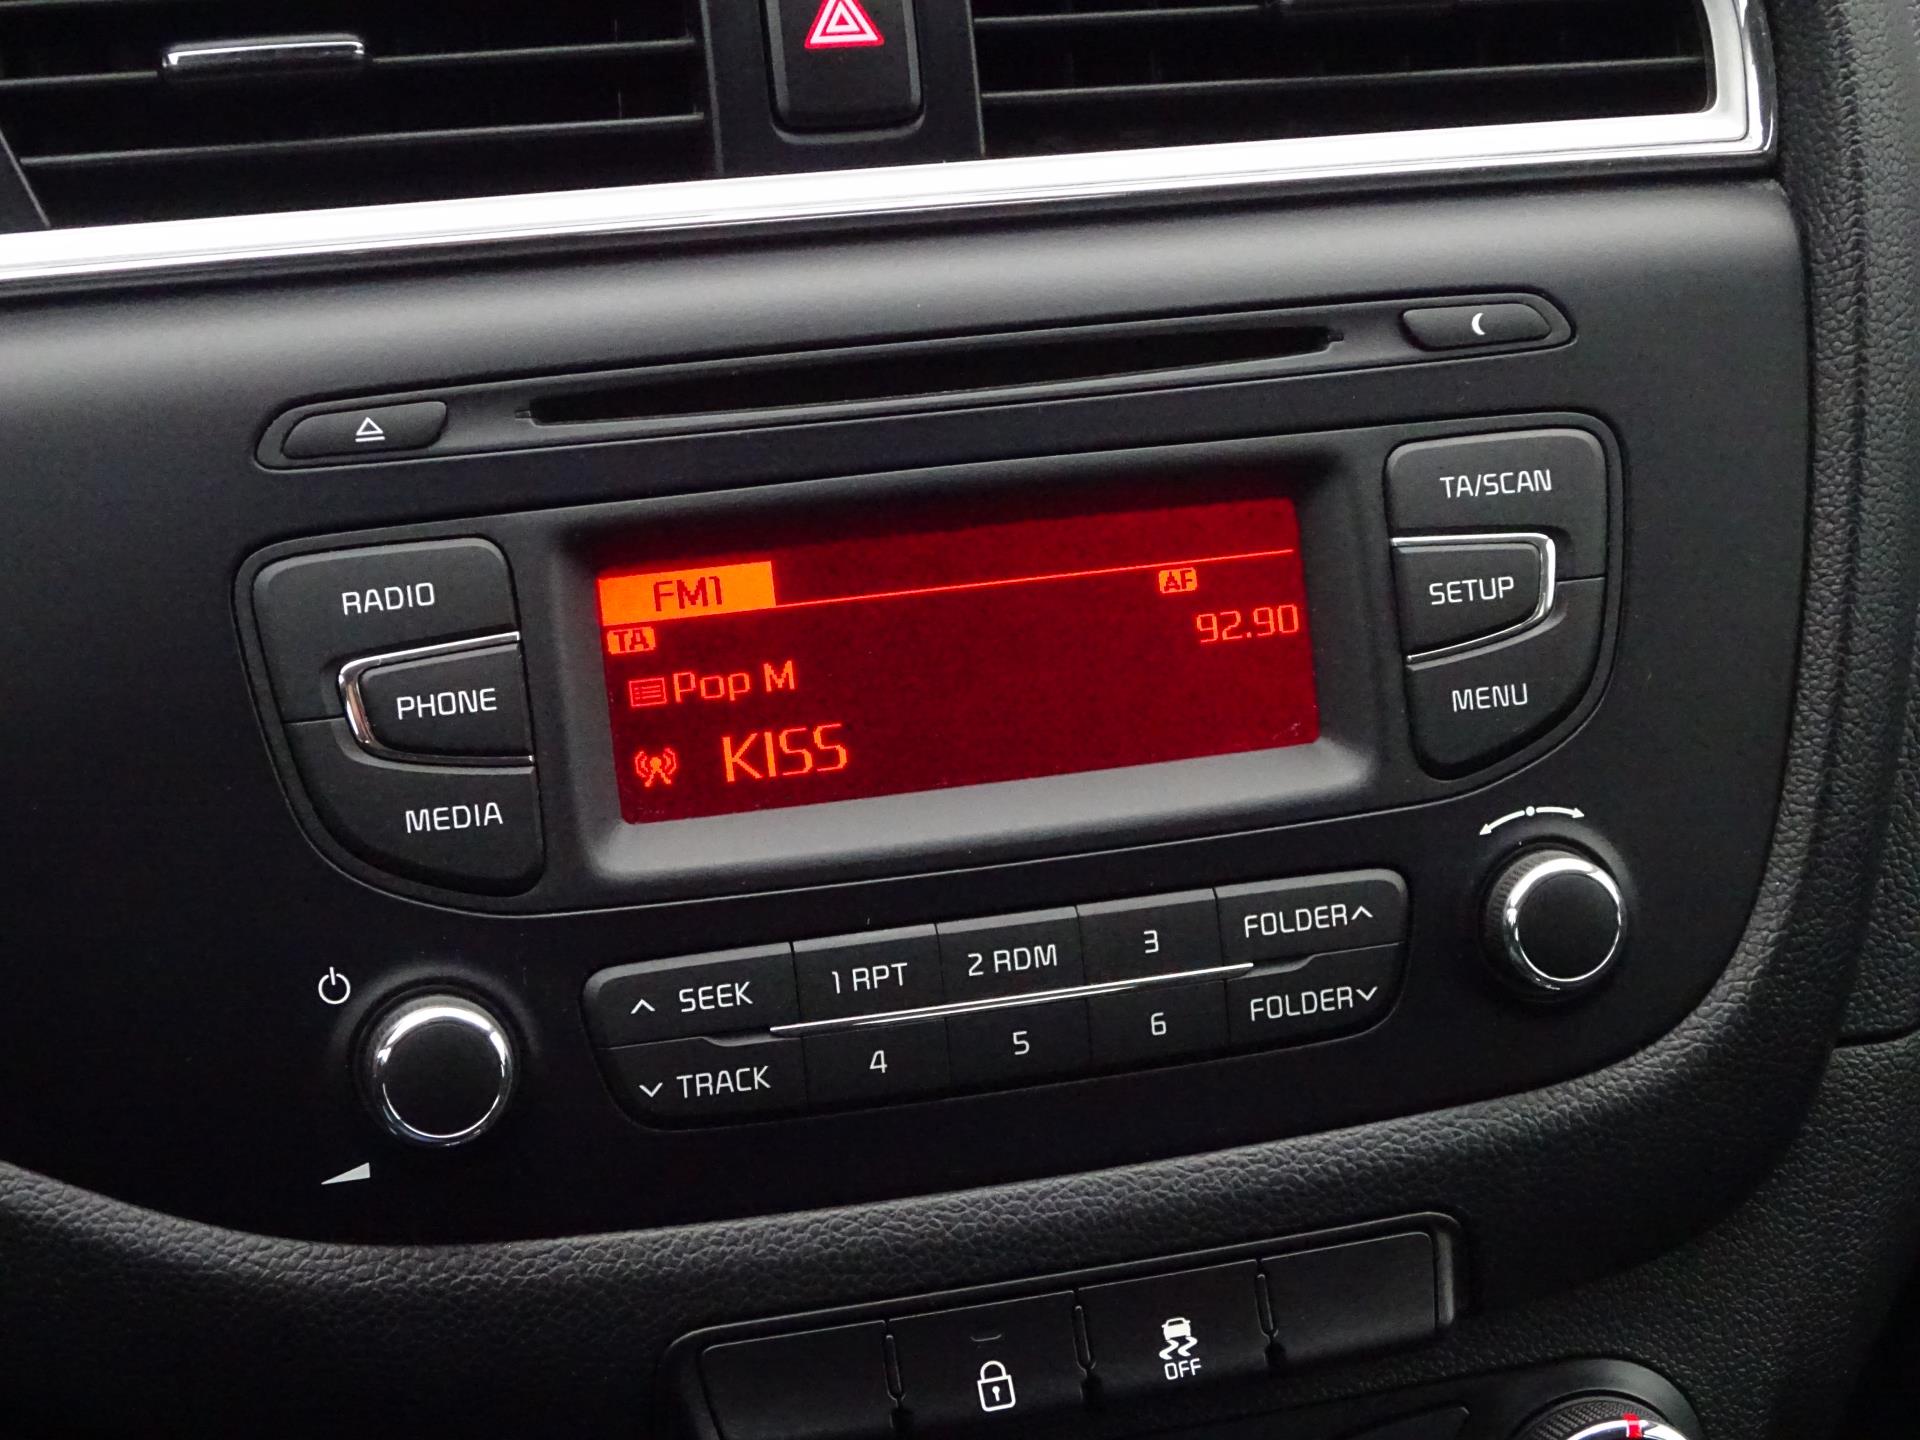 TA/SCAN
FM1
AF
RADIO
TA
92.90
SETUP
Pop M
PHONE
MENU
KISS
MEDIA
SEEK
1 RPT
2 RDM
3
FOLDER
TRACK
4
5
6
FOLDER
OFF